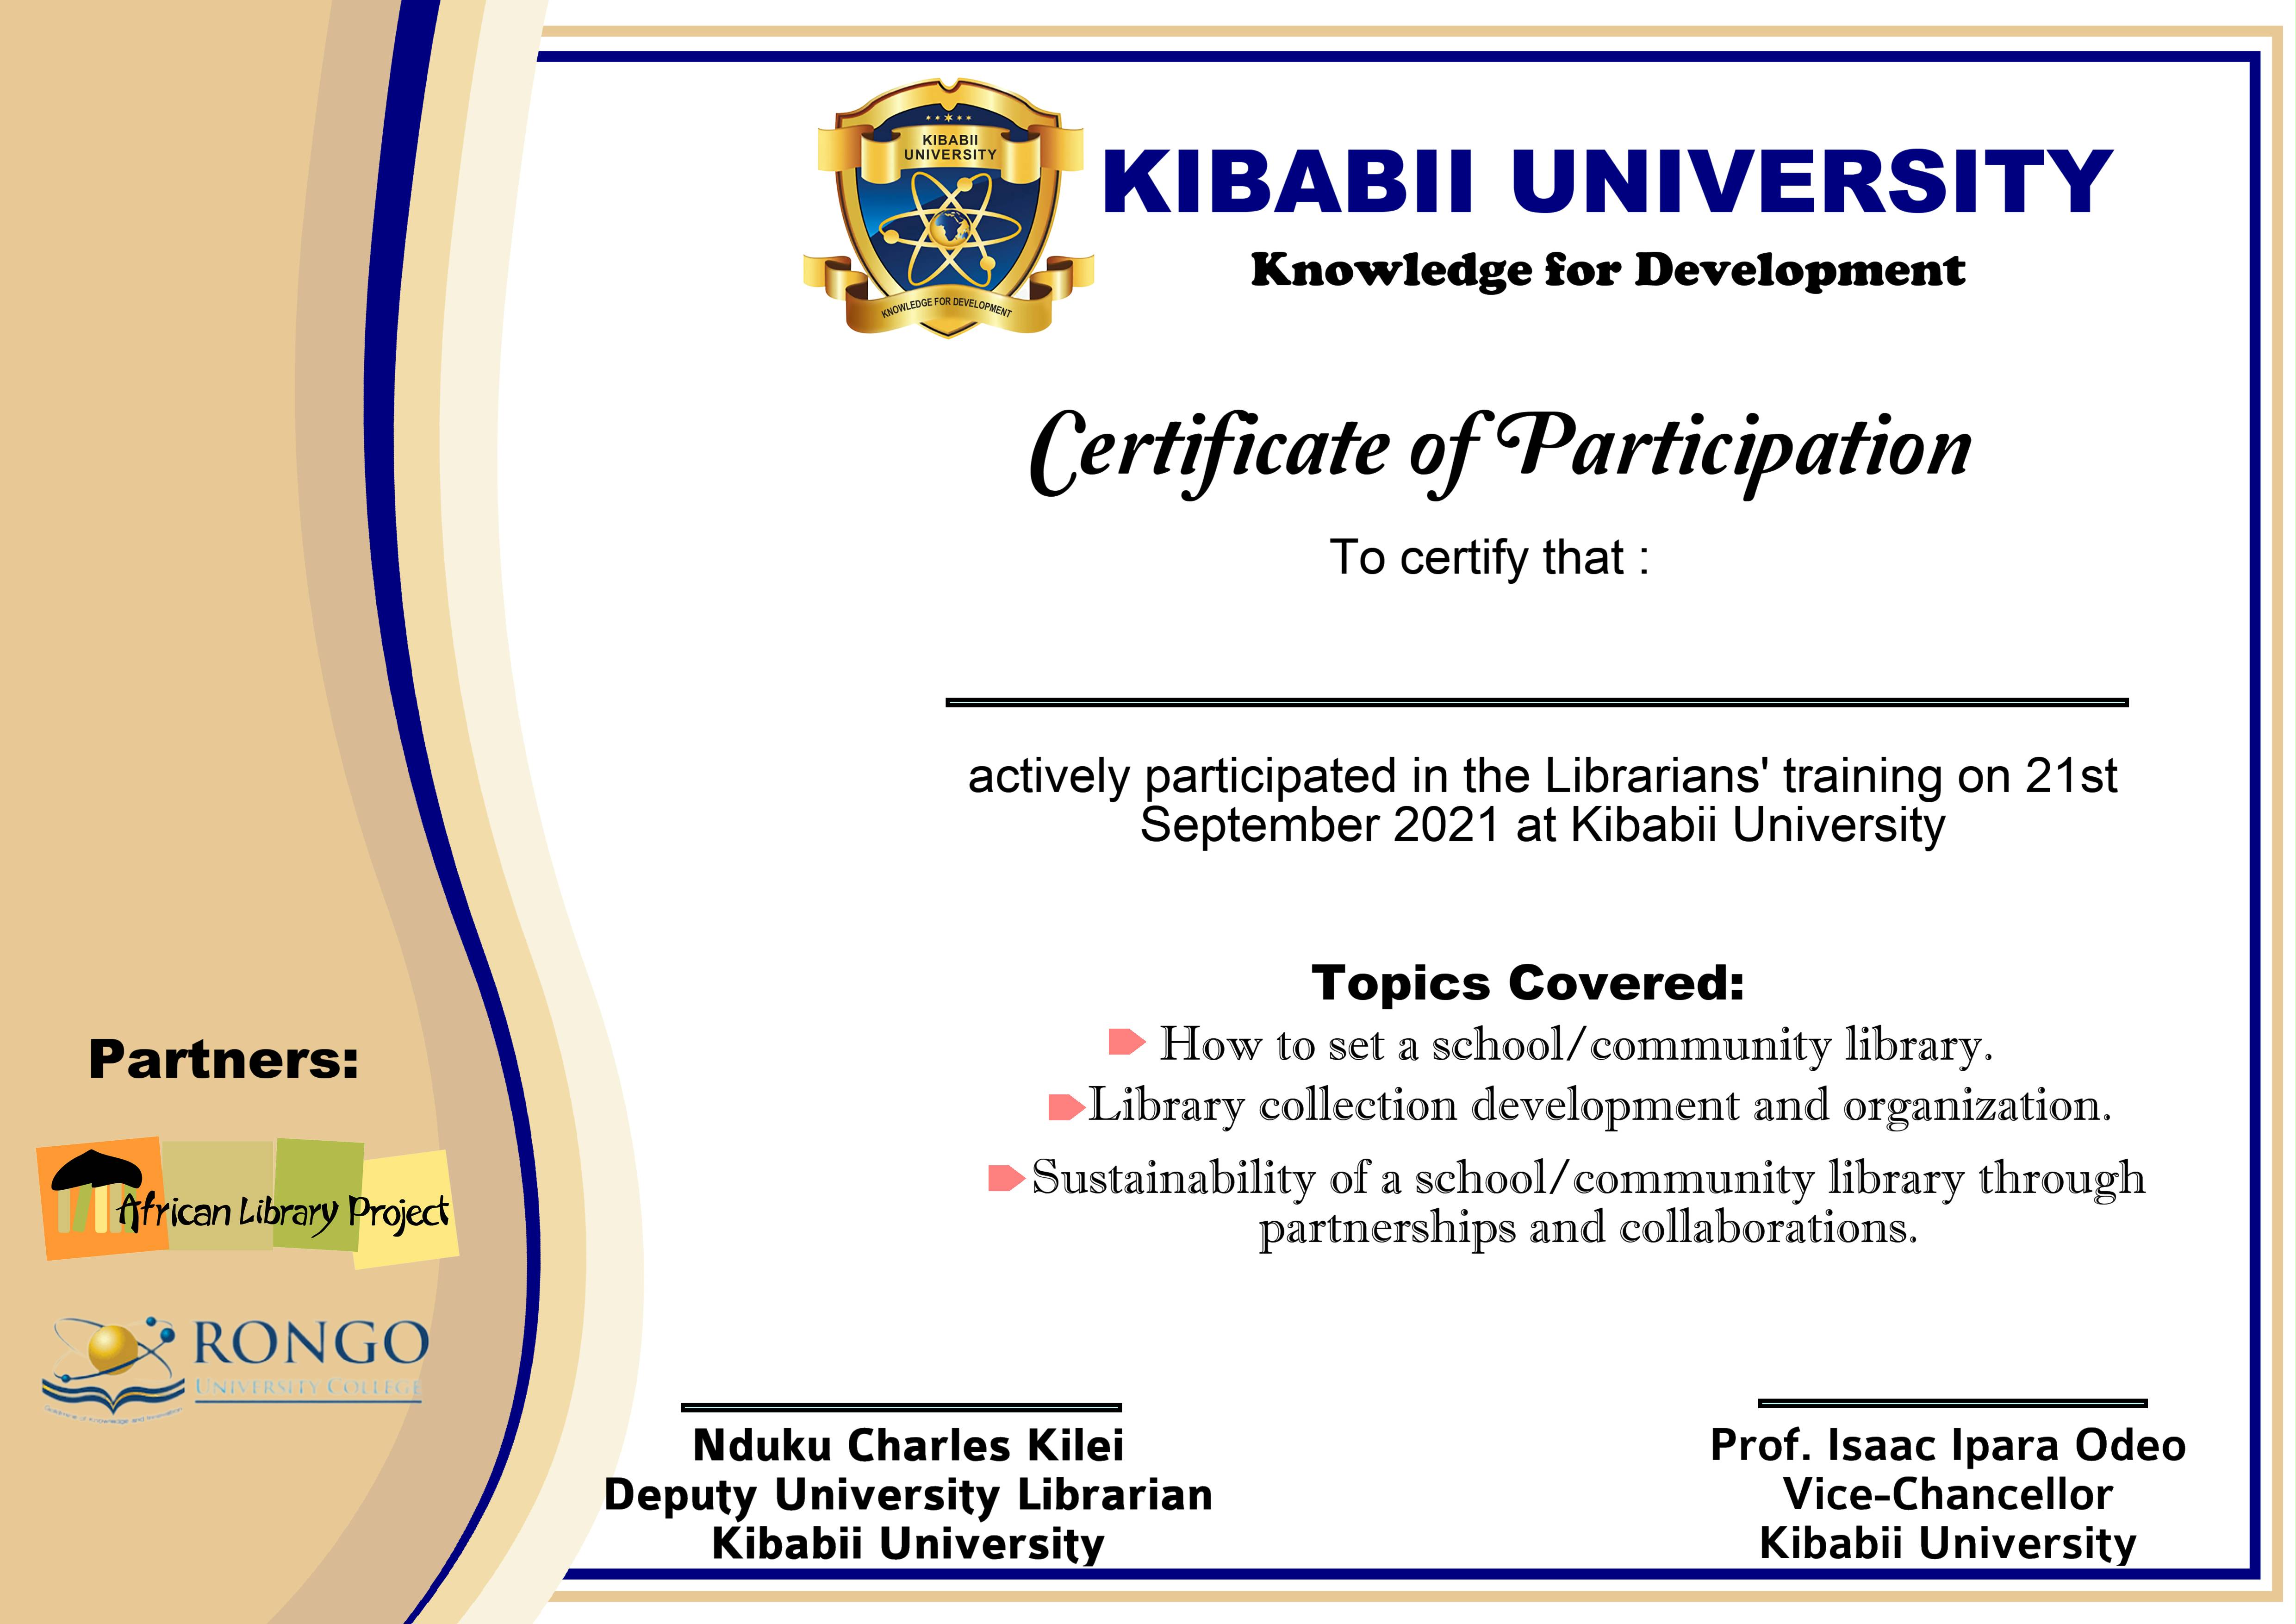 KIBABII
UNIVERSITY
KNOWLEDGE FOR DEVELOPMENT
KIBABII UNIVERSITY
Knowledge for Development
Certificate of Participation
To certify that :
actively participated in the Librarians' training on 21st
September 2021 at Kibabii University
Topics Covered:
How to set a school/community library.
Library collection development and organization.
Sustainability of a school/community library through
partnerships and collaborations.
Partners:
African Library Project
RONGO
UNIVERSITY COLLEGE
Nduku Charles Kilei
Deputy University Librarian
Kibabii University
Prof. Isaac Ipara Odeo
Vice-Chancellor
Kibabii University